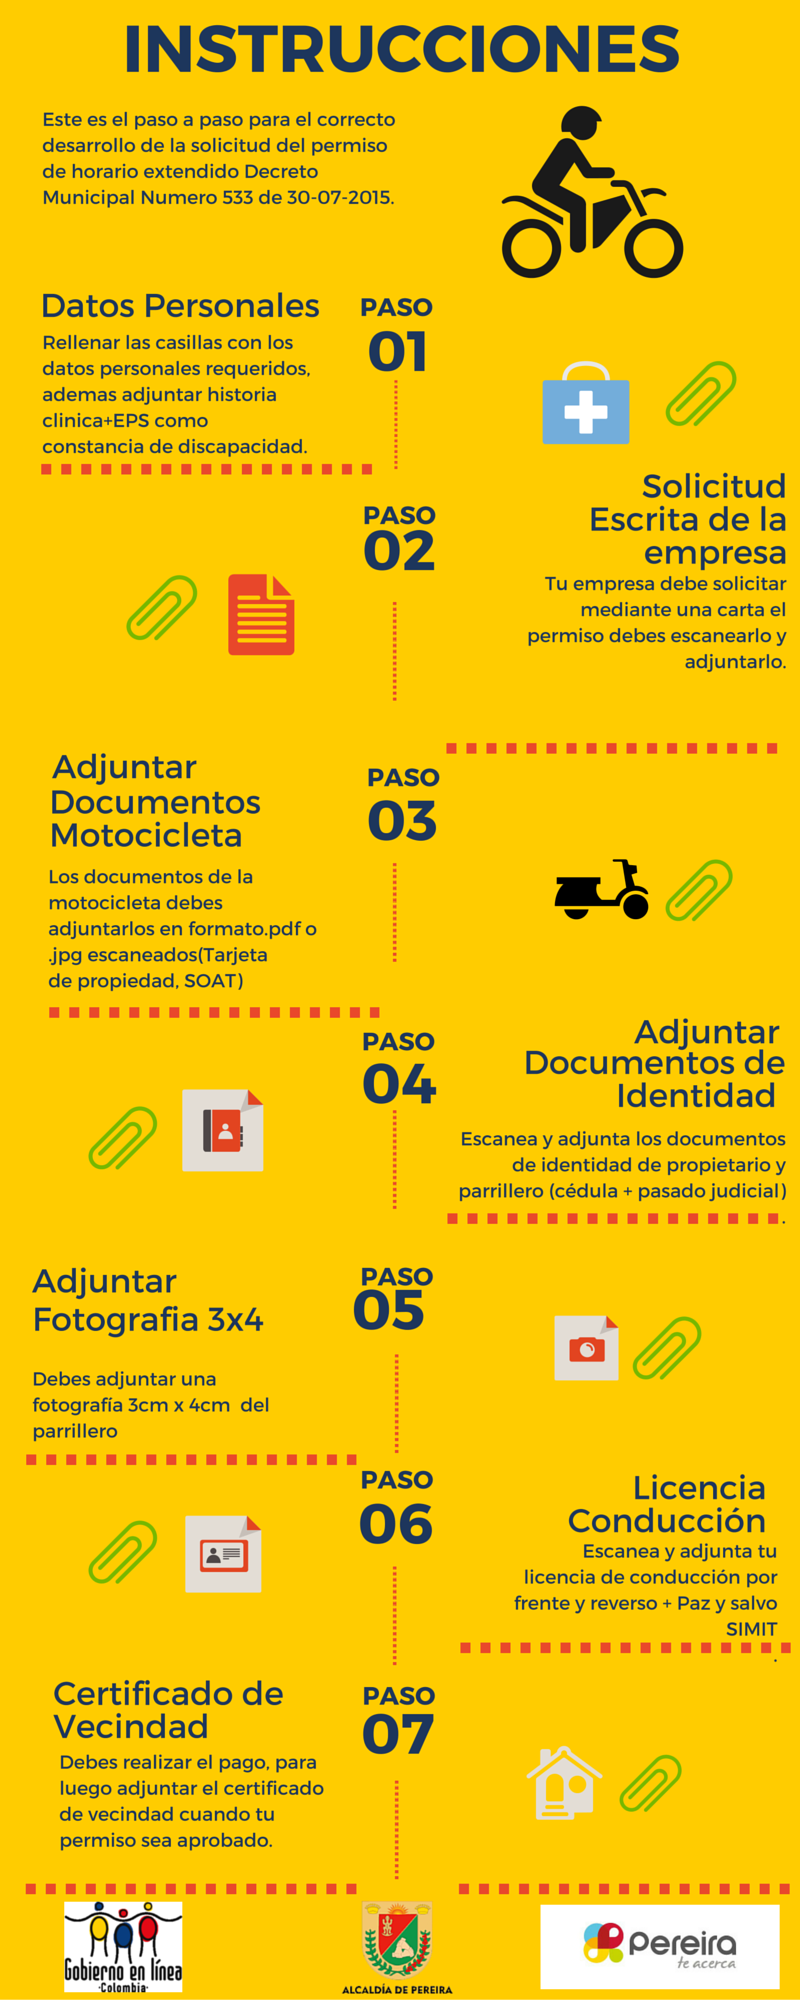 INSTRUCCIONES
Este es el paso a paso para el correcto
desarrollo de la solicitud del permiso
de horario extendido Decreto
Municipal Numero 533 de 30-07-2015.
Datos Personales
Rellenar las casillas con los
datos personales requeridos,
ademas adjuntar historia
clinica+EPS como
constancia de discapacidad.
PASO
01
PASO
02
Solicitud
Escrita de la
empresa
Tu empresa debe solicitar
mediante una carta el
permiso debes escanearlo y
adjuntarlo.
Adjuntar
Documentos
Motocicleta
Los documentos de la
motocicleta debes
adjuntarlos en formato.pdf o
.jpg escaneados(Tarjeta
de propiedad, SOAT)
PASO
03
PASO
04
Adjuntar
Documentos de
Identidad
Escanea y adjunta los documentos
de identidad de propietario y
parrillero (cédula + pasado judicial)
.
Adjuntar
Fotografia 3x4
Debes adjuntar una
fotografía 3cm x 4cm del
parrillero
PASO
05
PASO
06
Licencia
Conducción
Escanea y adjunta tu
licencia de conducción por
frente y reverso + Paz y salvo
SIMIT
.
Certificado de
Vecindad
Debes realizar el pago, para
luego adjuntar el certificado
de vecindad cuando tu
permiso sea aprobado.
PASO
07
Gobierno en línea
·Colombia·
ALCALDÍA DE PEREIRA
Pereira
te acerca